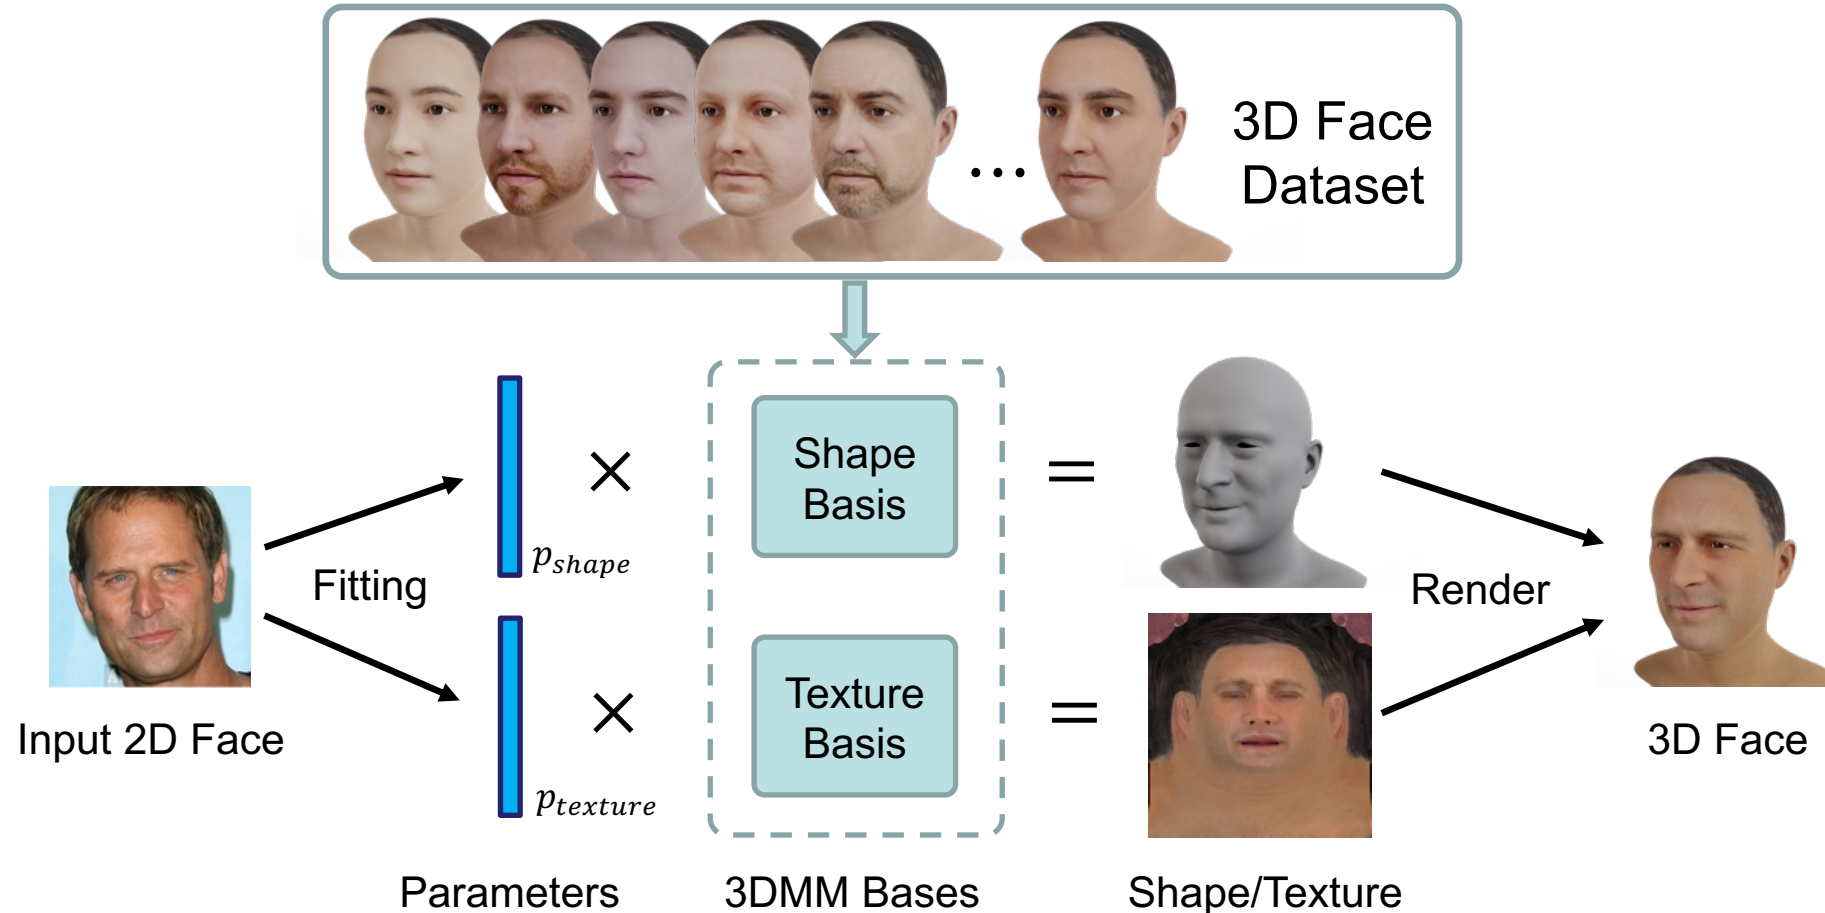 3D Face
Dataset
Shape
Basis
p_shape
Fitting
Render
Texture
Basis
p_texture
Input 2D Face
3D Face
Parameters
3DMM Bases
Shape/Texture
×
=
×
=
...